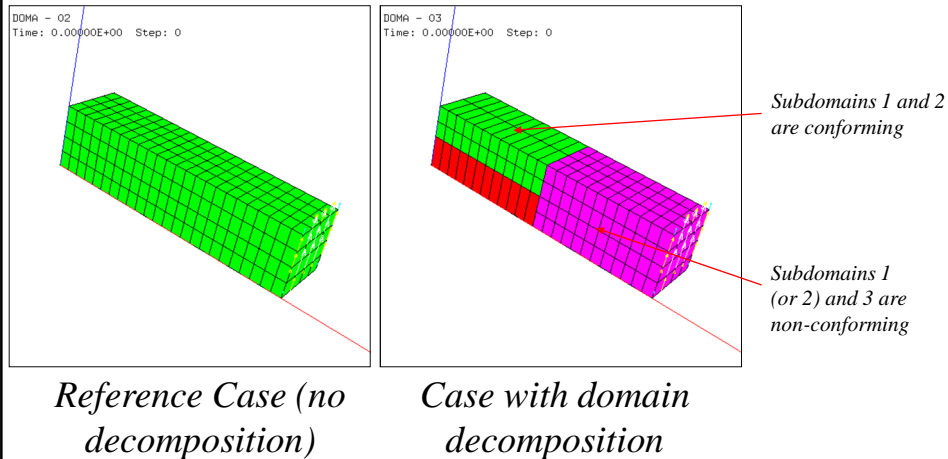 DOMA - 02
Time: 0.00000E+00 Step: 0
DOMA - 03
Time: 0.00000E+00 Step: 0
Subdomains 1 and 2
are conforming
Subdomains 1
(or 2) and 3 are
non-conforming
Reference Case (no
decomposition)
Case with domain
decomposition